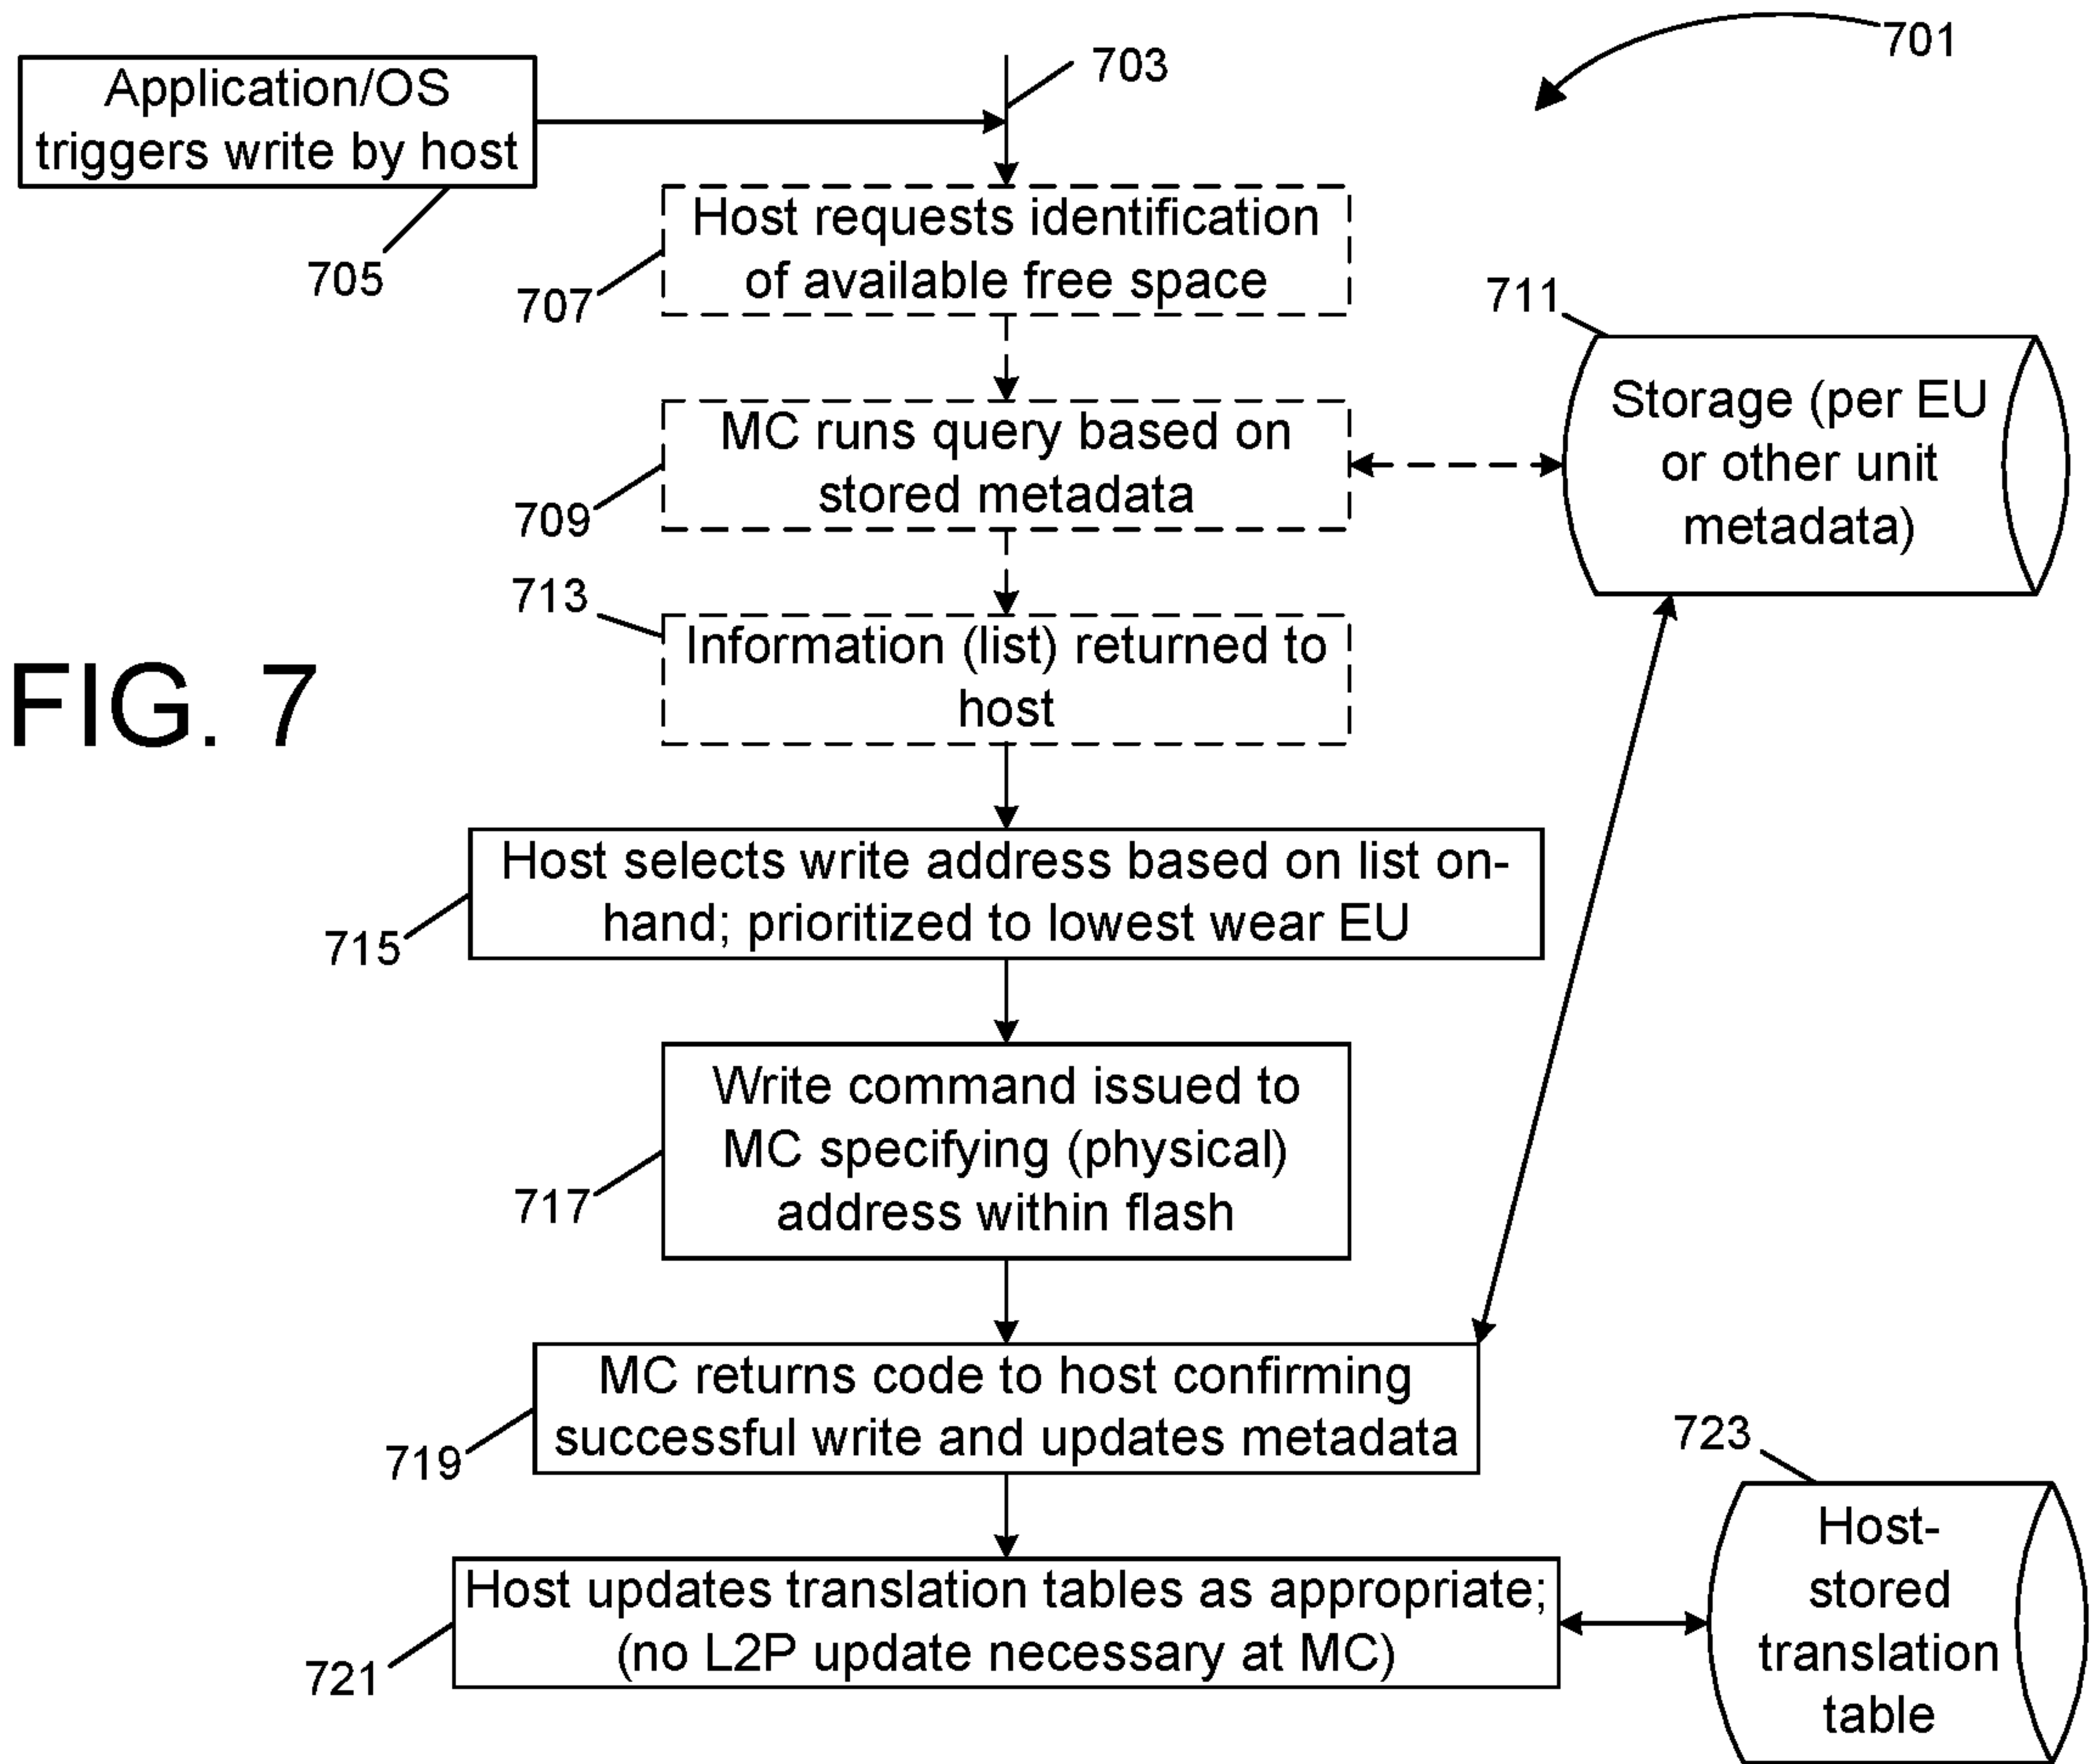 701
703
Application/OS
triggers write by host
705
Host requests identification
of available free space
707
711
Storage (per EU
or other unit
metadata)
MC runs query based on
stored metadata
709
713
Information (list) returned to
host
FIG. 7
Host selects write address based on list on-
hand; prioritized to lowest wear EU
715
Write command issued to
MC specifying (physical)
address within flash
717
MC returns code to host confirming
successful write and updates metadata
719
723
Host-
stored
translation
table
Host updates translation tables as appropriate;
(no L2P update necessary at MC)
721